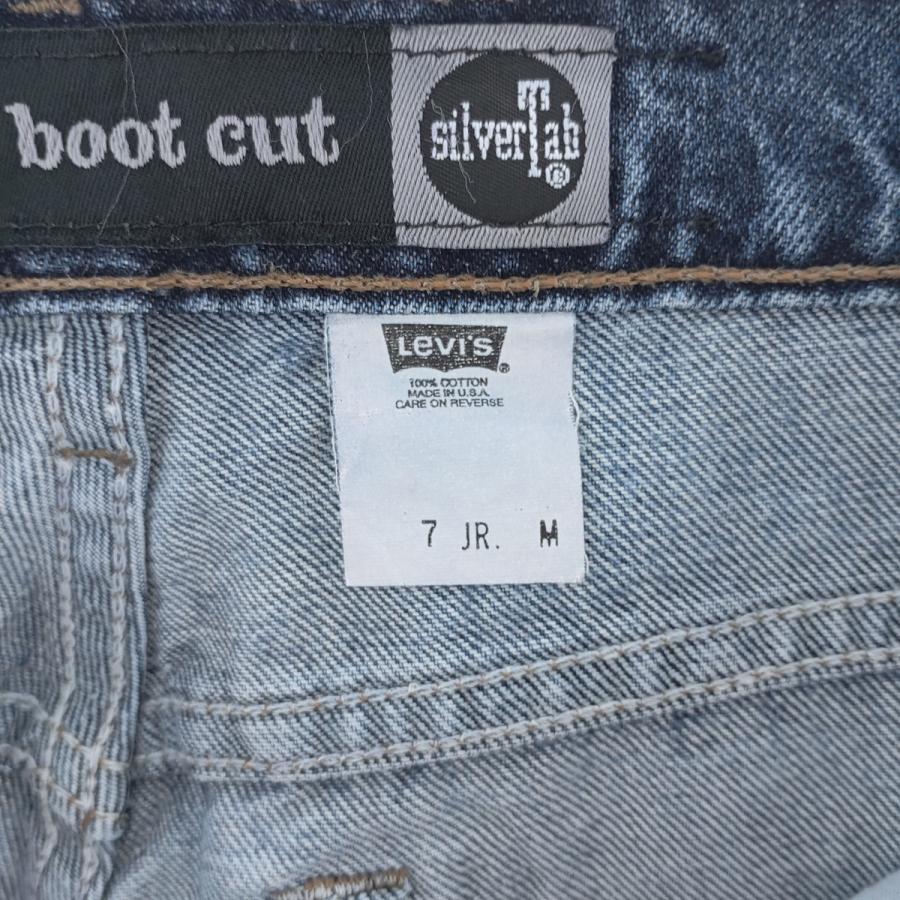 boot cut
silverTab®
Levi's®
100% COTTON
MADE IN U.S.A.
CARE ON REVERSE
7 JR. M